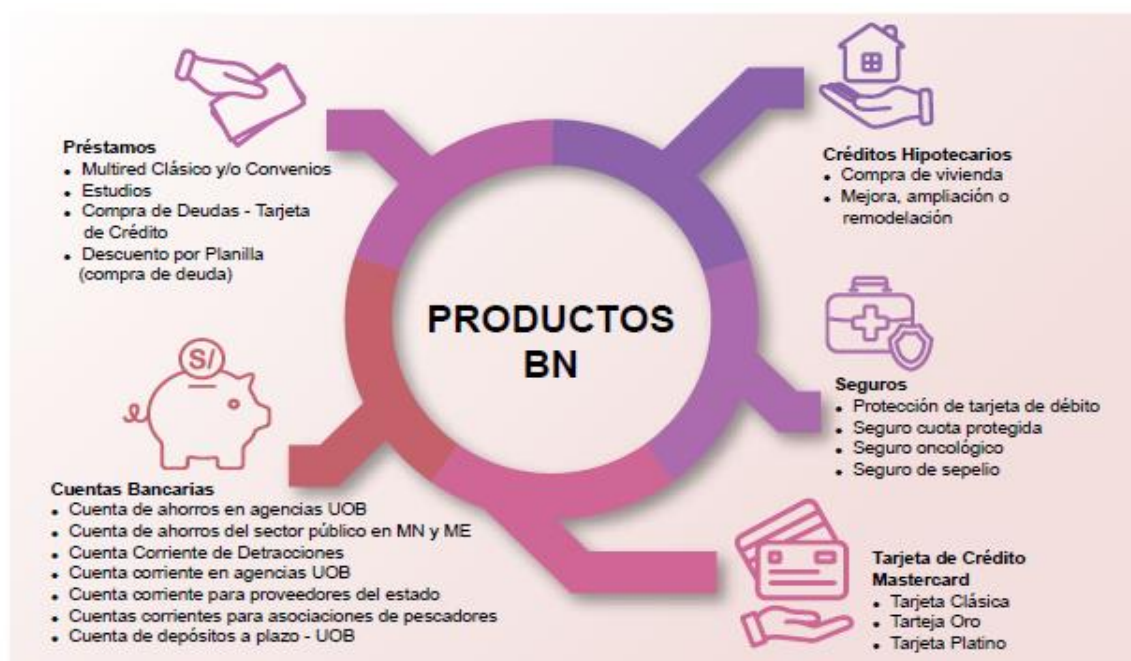 Préstamos
• Multired Clásico y/o Convenios
• Estudios
• Compra de Deudas - Tarjeta
de Crédito
• Descuento por Planilla
(compra de deuda)
Créditos Hipotecarios
• Compra de vivienda
• Mejora, ampliación o
remodelación
PRODUCTOS
BN
S/
Cuentas Bancarias
• Cuenta de ahorros en agencias UOB
• Cuenta de ahorros del sector público en MN y ME
• Cuenta Corriente de Detracciones
• Cuenta corriente en agencias UOB
• Cuenta corriente para proveedores del estado
• Cuentas corrientes para asociaciones de pescadores
• Cuenta de depósitos a plazo - UOB
Seguros
• Protección de tarjeta de débito
• Seguro cuota protegida
• Seguro oncológico
• Seguro de sepelio
Tarjeta de Crédito
Mastercard
• Tarjeta Clásica
• Tarteja Oro
• Tarjeta Platino